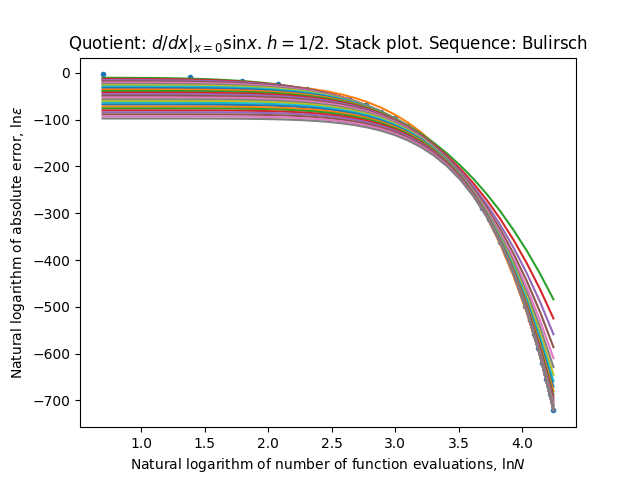 Quotient: d/dx|ₓ₌₀sinx. h = 1/2. Stack plot. Sequence: Bulirsch
Natural logarithm of absolute error, lnε
0
−100
−200
−300
−400
−500
−600
−700
1.0 1.5 2.0 2.5 3.0 3.5 4.0
Natural logarithm of number of function evaluations, lnN